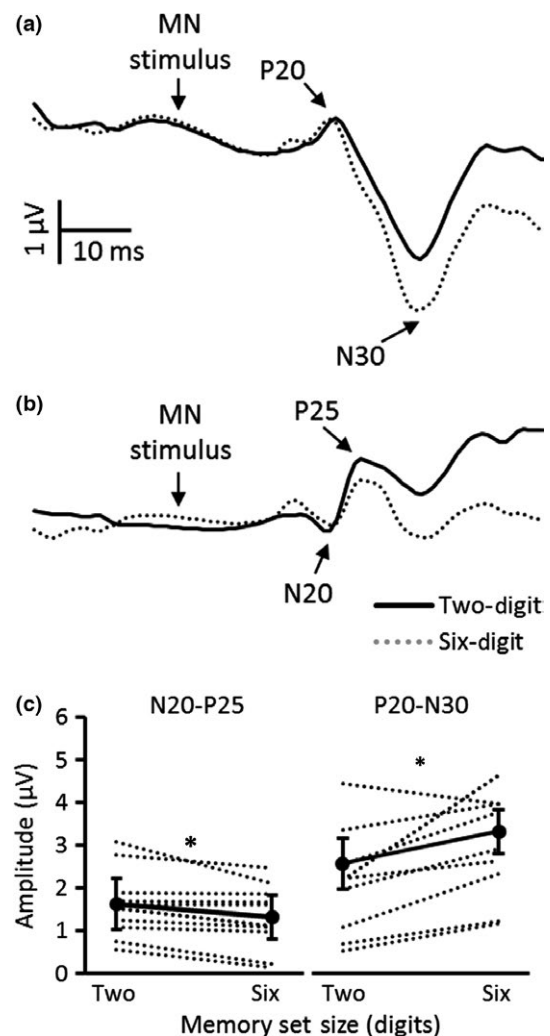 (a)
MN
stimulus
P20
1 µV
10 ms
N30
(b)
MN
stimulus
P25
N20
Two-digit
Six-digit
(c)
N20-P25
P20-N30
Amplitude (µV)
6
5
4
3
2
1
0
*
*
Two
Six
Two
Six
Memory set size (digits)